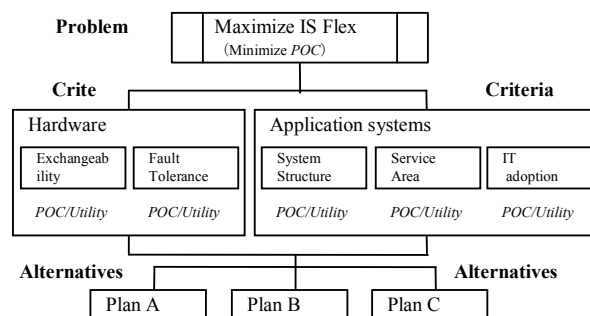 Problem
Maximize IS Flex
(Minimize POC)
Crite
Criteria
Hardware
Application systems
Exchangeab
ility
Fault
Tolerance
System
Structure
Service
Area
IT
adoption
POC/Utility
POC/Utility
POC/Utility
POC/Utility
POC/Utility
Alternatives
Alternatives
Plan A
Plan B
Plan C